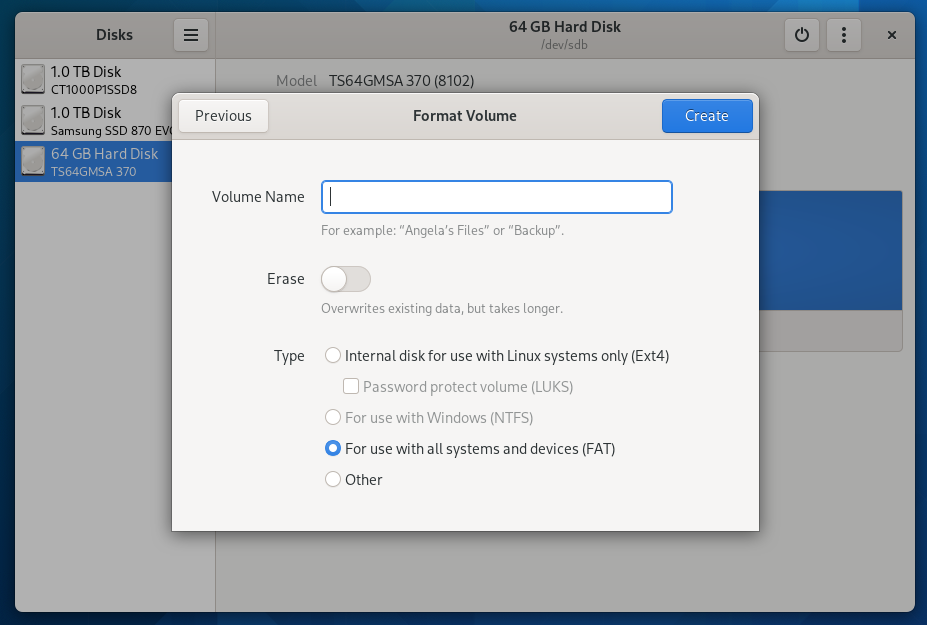 Disks
64 GB Hard Disk
/dev/sdb
1.0 TB Disk
CT1000P1SSD8
1.0 TB Disk
Samsung SSD 870 EVO
64 GB Hard Disk
TS64GMSA 370
Model TS64GMSA 370 (8102)
Previous
Format Volume
Create
Volume Name
For example: “Angela’s Files” or “Backup”.
Erase
Overwrites existing data, but takes longer.
Type
Internal disk for use with Linux systems only (Ext4)
Password protect volume (LUKS)
For use with Windows (NTFS)
For use with all systems and devices (FAT)
Other